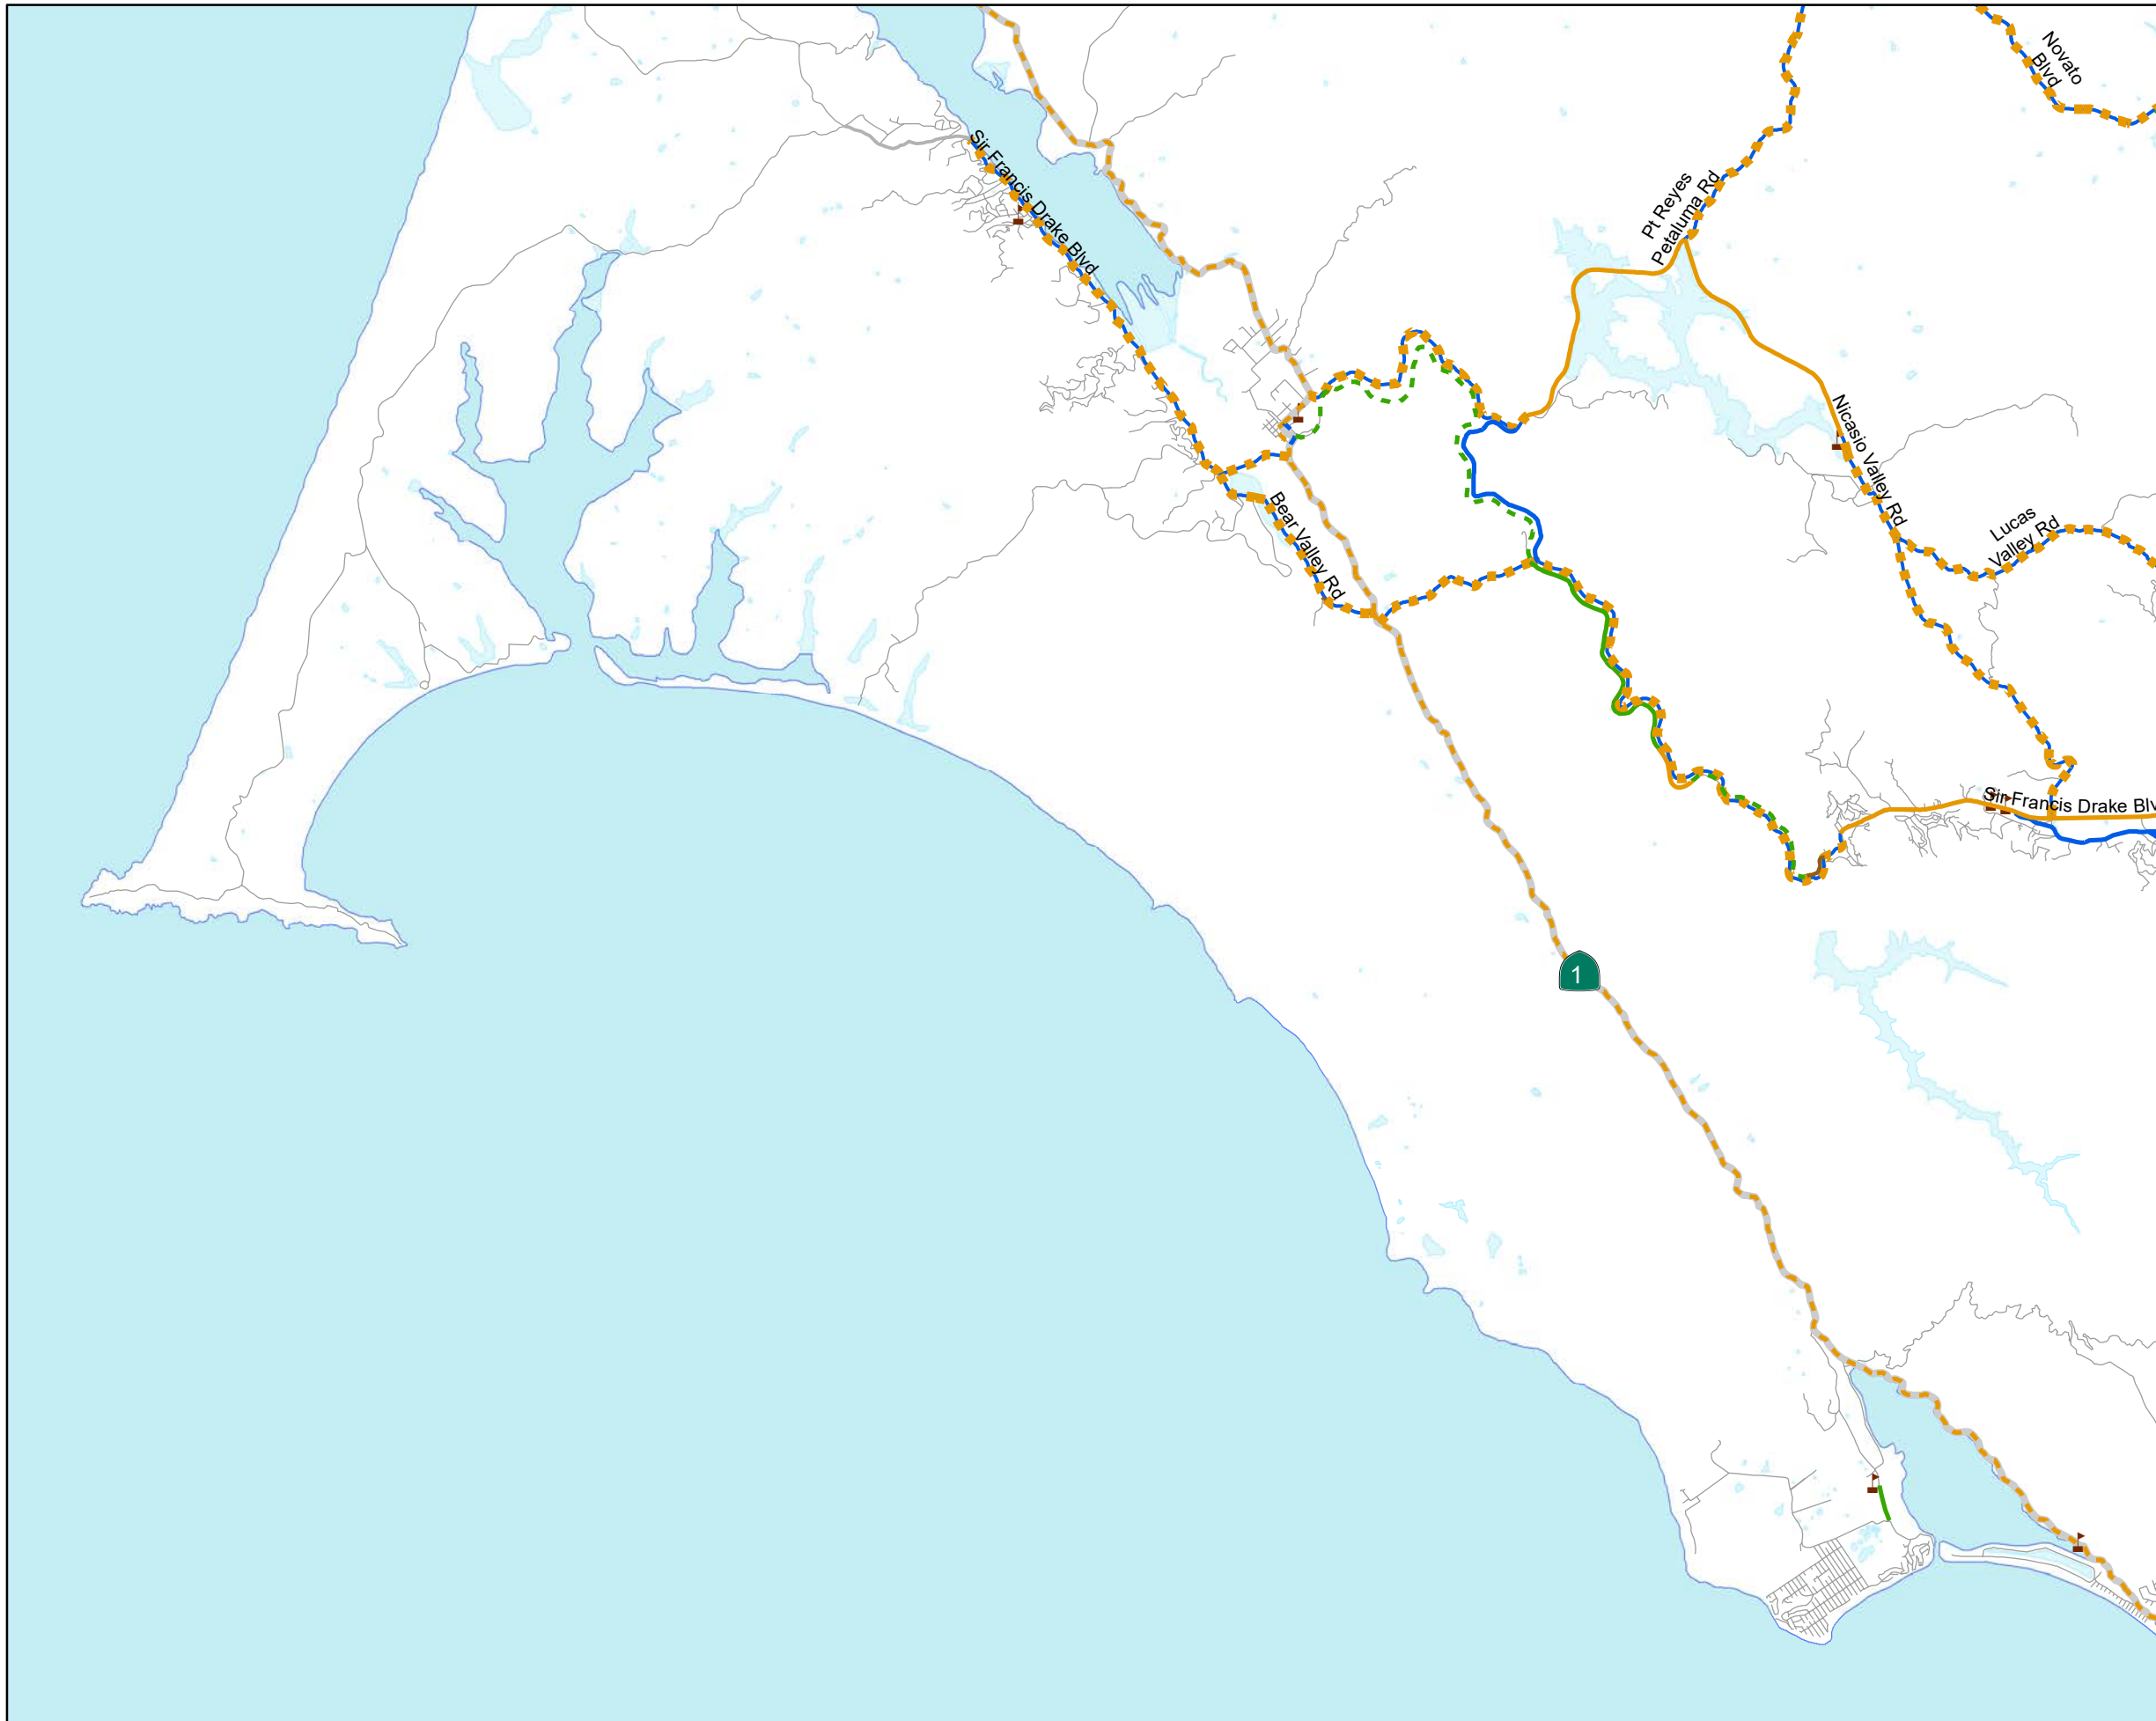 Novato
Blvd
Sir Francis Drake Blvd
Pt Reyes
Petaluma Rd
Nicasio Valley Rd
Lucas
Valley Rd
Bear Valley Rd
Sir Francis Drake Blv
1